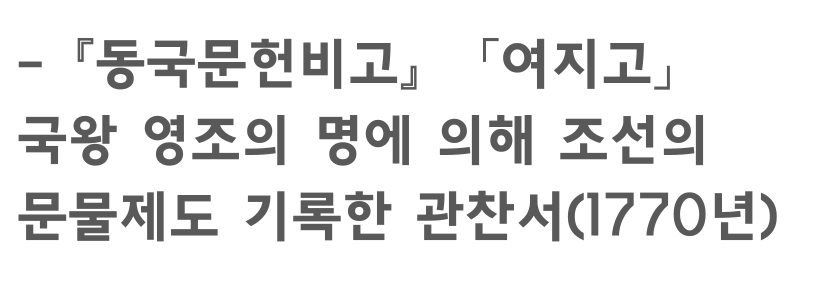 -『동국문헌비고』 「여지고」
국왕 영조의 명에 의해 조선의
문물제도 기록한 관찬서(1770년)